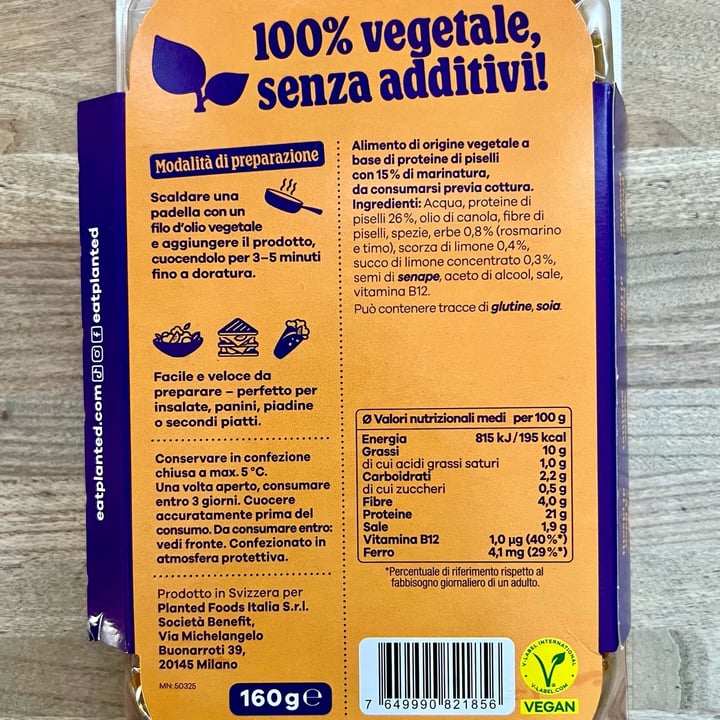 100% vegetale,
senza additivi!
Modalità di preparazione
Scaldare una
padella con un
filo d'olio vegetale
e aggiungere il prodotto,
cuocendolo per 3–5 minuti
fino a doratura.
Facile e veloce da
preparare – perfetto per
insalate, panini, piadine
o secondi piatti.
Conservare in confezione
chiusa a max. 5 °C.
Una volta aperto, consumare
entro 3 giorni. Cuocere
accuratamente prima del
consumo. Da consumare entro:
vedi fronte. Confezionato in
atmosfera protettiva.
Prodotto in Svizzera per
Planted Foods Italia S.r.l.
Società Benefit,
Via Michelangelo
Buonarroti 39,
20145 Milano
MN: 50325
160 g e
Alimento di origine vegetale a
base di proteine di piselli
con 15 % di marinatura,
da consumarsi previa cottura.
Ingredienti: Acqua, proteine di
piselli 26 %, olio di canola, fibre di
piselli, spezie, erbe 0,8 % (rosmarino
e timo), scorza di limone 0,4%,
succo di limone concentrato 0,3%,
semi di senape, aceto di alcool, sale,
vitamina B12.
Può contenere tracce di glutine, soia.
Ø Valori nutrizionali medi per 100 g
Energia 815 kJ / 195 kcal
Grassi 10 g
di cui acidi grassi saturi 1,0 g
Carboidrati 2,2 g
di cui zuccheri 0,5 g
Fibre 4,0 g
Proteine 21 g
Sale 1,9 g
Vitamina B12 1,0 µg (40 %*)
Ferro 4,1 mg (29 %*)
*Percentuale di riferimento rispetto al
fabbisogno giornaliero di un adulto.
7 649990 821856
V-LABEL INTERNATIONAL
V-LABEL.COM
VEGAN
eatplanted.com eatplanted